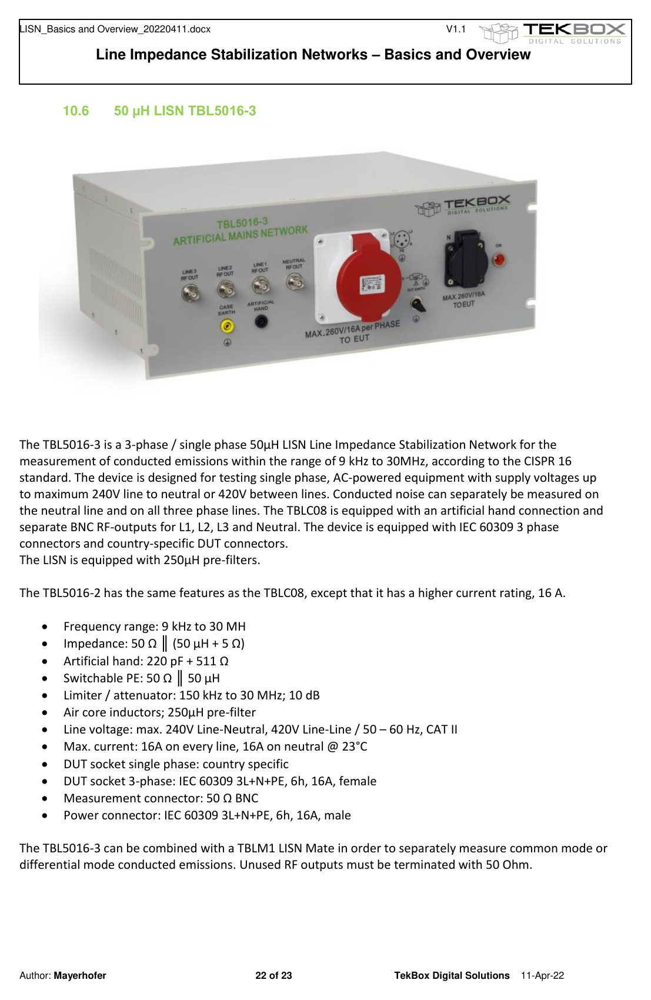 LISN_Basics and Overview_20220411.docx V1.1 TEKBOX
DIGITAL SOLUTIONS
Line Impedance Stabilization Networks – Basics and Overview
10.6 50 µH LISN TBL5016-3
TEKBOX
DIGITAL SOLUTIONS
TBL5016-3
ARTIFICIAL MAINS NETWORK
LINE 3
RF OUT
LINE 2
RF OUT
LINE 1
RF OUT
NEUTRAL
RF OUT
CASE
EARTH
ARTIFICIAL
HAND
L2 L3
L1 N
PE
EUT EARTH
MAX.260V/16A per PHASE
TO EUT
N
ON
MAX.260V/16A
TO EUT
The TBL5016-3 is a 3-phase / single phase 50µH LISN Line Impedance Stabilization Network for the
measurement of conducted emissions within the range of 9 kHz to 30MHz, according to the CISPR 16
standard. The device is designed for testing single phase, AC-powered equipment with supply voltages up
to maximum 240V line to neutral or 420V between lines. Conducted noise can separately be measured on
the neutral line and on all three phase lines. The TBLC08 is equipped with an artificial hand connection and
separate BNC RF-outputs for L1, L2, L3 and Neutral. The device is equipped with IEC 60309 3 phase
connectors and country-specific DUT connectors.
The LISN is equipped with 250µH pre-filters.
The TBL5016-2 has the same features as the TBLC08, except that it has a higher current rating, 16 A.
• Frequency range: 9 kHz to 30 MH
• Impedance: 50 Ω ║ (50 µH + 5 Ω)
• Artificial hand: 220 pF + 511 Ω
• Switchable PE: 50 Ω ║ 50 µH
• Limiter / attenuator: 150 kHz to 30 MHz; 10 dB
• Air core inductors; 250µH pre-filter
• Line voltage: max. 240V Line-Neutral, 420V Line-Line / 50 – 60 Hz, CAT II
• Max. current: 16A on every line, 16A on neutral @ 23°C
• DUT socket single phase: country specific
• DUT socket 3-phase: IEC 60309 3L+N+PE, 6h, 16A, female
• Measurement connector: 50 Ω BNC
• Power connector: IEC 60309 3L+N+PE, 6h, 16A, male
The TBL5016-3 can be combined with a TBLM1 LISN Mate in order to separately measure common mode or
differential mode conducted emissions. Unused RF outputs must be terminated with 50 Ohm.
Author: Mayerhofer 22 of 23 TekBox Digital Solutions 11-Apr-22